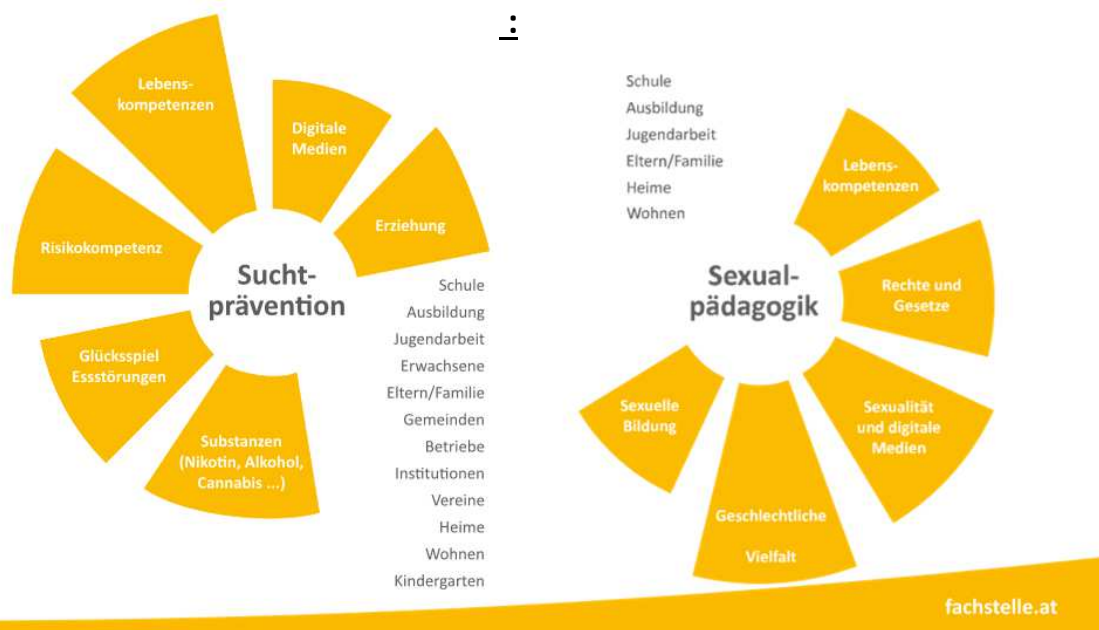 :
Lebens-
kompetenzen
Digitale
Medien
Erziehung
Risikokompetenz
Sucht-
prävention
Glücksspiel
Essstörungen
Substanzen
(Nikotin, Alkohol,
Cannabis ...)
Schule
Ausbildung
Jugendarbeit
Erwachsene
Eltern/Familie
Gemeinden
Betriebe
Institutionen
Vereine
Heime
Wohnen
Kindergarten
Schule
Ausbildung
Jugendarbeit
Eltern/Familie
Heime
Wohnen
Lebens-
kompetenzen
Sexual-
pädagogik
Rechte und
Gesetze
Sexualität
und digitale
Medien
Sexuelle
Bildung
Geschlechtliche
Vielfalt
fachstelle.at